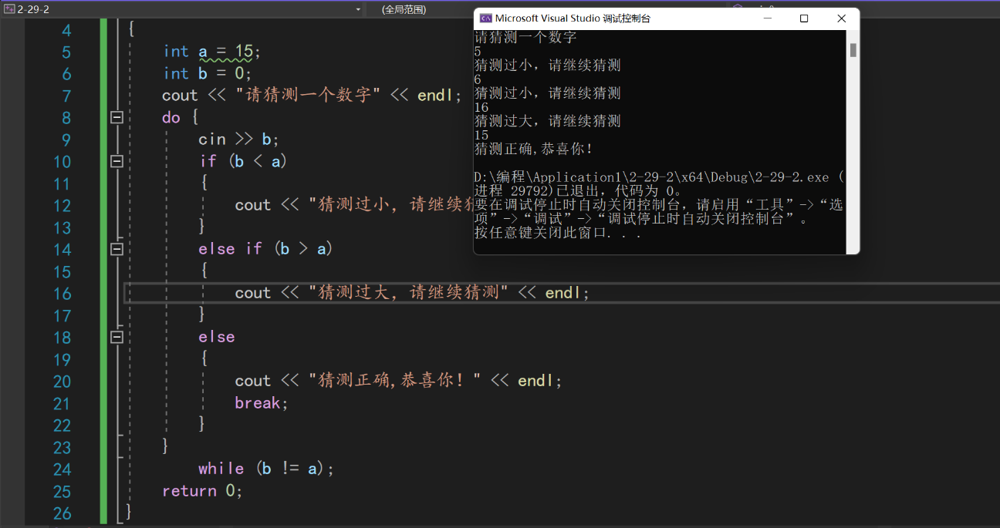 2-29-2
(全局范围)
4 {
5 int a = 15;
6 int b = 0;
7 cout << "请猜测一个数字" << endl;
8 do {
9 cin >> b;
10 if (b < a)
11 {
12 cout << "猜测过小，请继续
13 }
14 else if (b > a)
15 {
16 cout << "猜测过大，请继续猜测" << endl;
17 }
18 else
19 {
20 cout << "猜测正确,恭喜你！" << endl;
21 break;
22 }
23 }
24 while (b != a);
25 return 0;
26 }
Microsoft Visual Studio 调试控制台
请猜测一个数字
5
猜测过小，请继续猜测
6
猜测过小，请继续猜测
16
猜测过大，请继续猜测
15
猜测正确,恭喜你！
D:\编程\Application1\2-29-2\x64\Debug\2-29-2.exe (
进程 29792)已退出，代码为 0。
要在调试停止时自动关闭控制台，请启用“工具”->“选
项”->“调试”->“调试停止时自动关闭控制台”。
按任意键关闭此窗口. . .